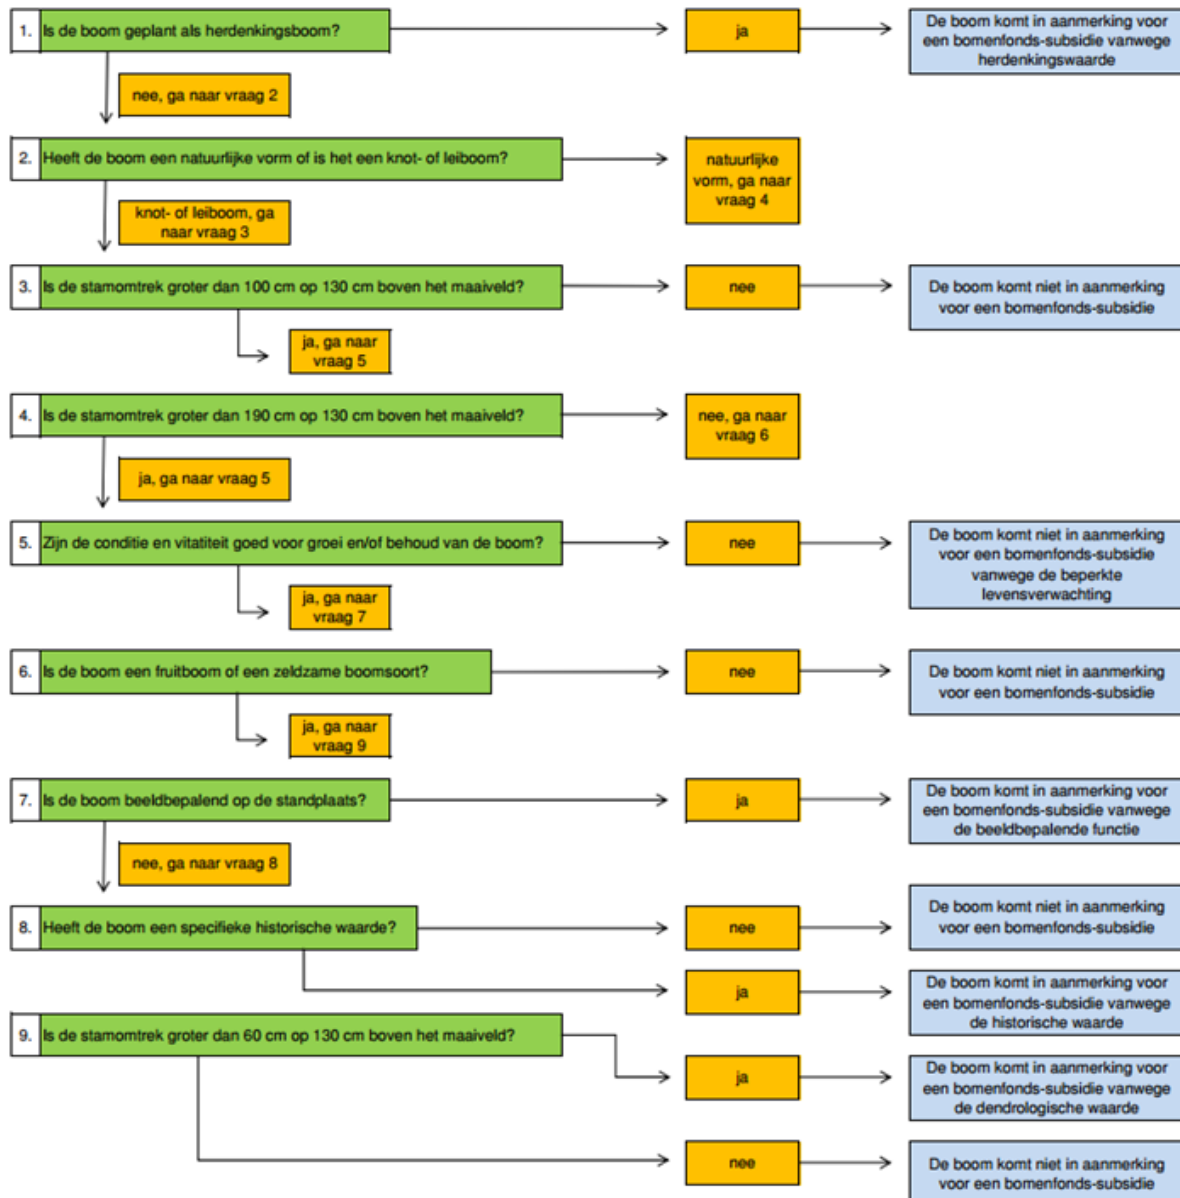 1. Is de boom geplant als herdenkingsboom?
ja
De boom komt in aanmerking voor
een bomenfonds-subsidie vanwege
herdenkingswaarde
nee, ga naar vraag 2
2. Heeft de boom een natuurlijke vorm of is het een knot- of leiboom?
natuurlijke
vorm, ga naar
vraag 4
knot- of leiboom, ga
naar vraag 3
3. Is de stamomtrek groter dan 100 cm op 130 cm boven het maaiveld?
nee
De boom komt niet in aanmerking
voor een bomenfonds-subsidie
ja, ga naar
vraag 5
4. Is de stamomtrek groter dan 190 cm op 130 cm boven het maaiveld?
nee, ga naar
vraag 6
ja, ga naar vraag 5
5. Zijn de conditie en vitatiteit goed voor groei en/of behoud van de boom?
nee
De boom komt niet in aanmerking
voor een bomenfonds-subsidie
vanwege de beperkte
levensverwachting
ja, ga naar
vraag 7
6. Is de boom een fruitboom of een zeldzame boomsoort?
nee
De boom komt niet in aanmerking
voor een bomenfonds-subsidie
ja, ga naar
vraag 9
7. Is de boom beeldbepalend op de standplaats?
ja
De boom komt in aanmerking voor
een bomenfonds-subsidie vanwege
de beeldbepalende functie
nee, ga naar vraag 8
8. Heeft de boom een specifieke historische waarde?
nee
De boom komt niet in aanmerking
voor een bomenfonds-subsidie
ja
De boom komt in aanmerking voor
een bomenfonds-subsidie vanwege
de historische waarde
9. Is de stamomtrek groter dan 60 cm op 130 cm boven het maaiveld?
ja
De boom komt in aanmerking voor
een bomenfonds-subsidie vanwege
de dendrologische waarde
nee
De boom komt niet in aanmerking
voor een bomenfonds-subsidie